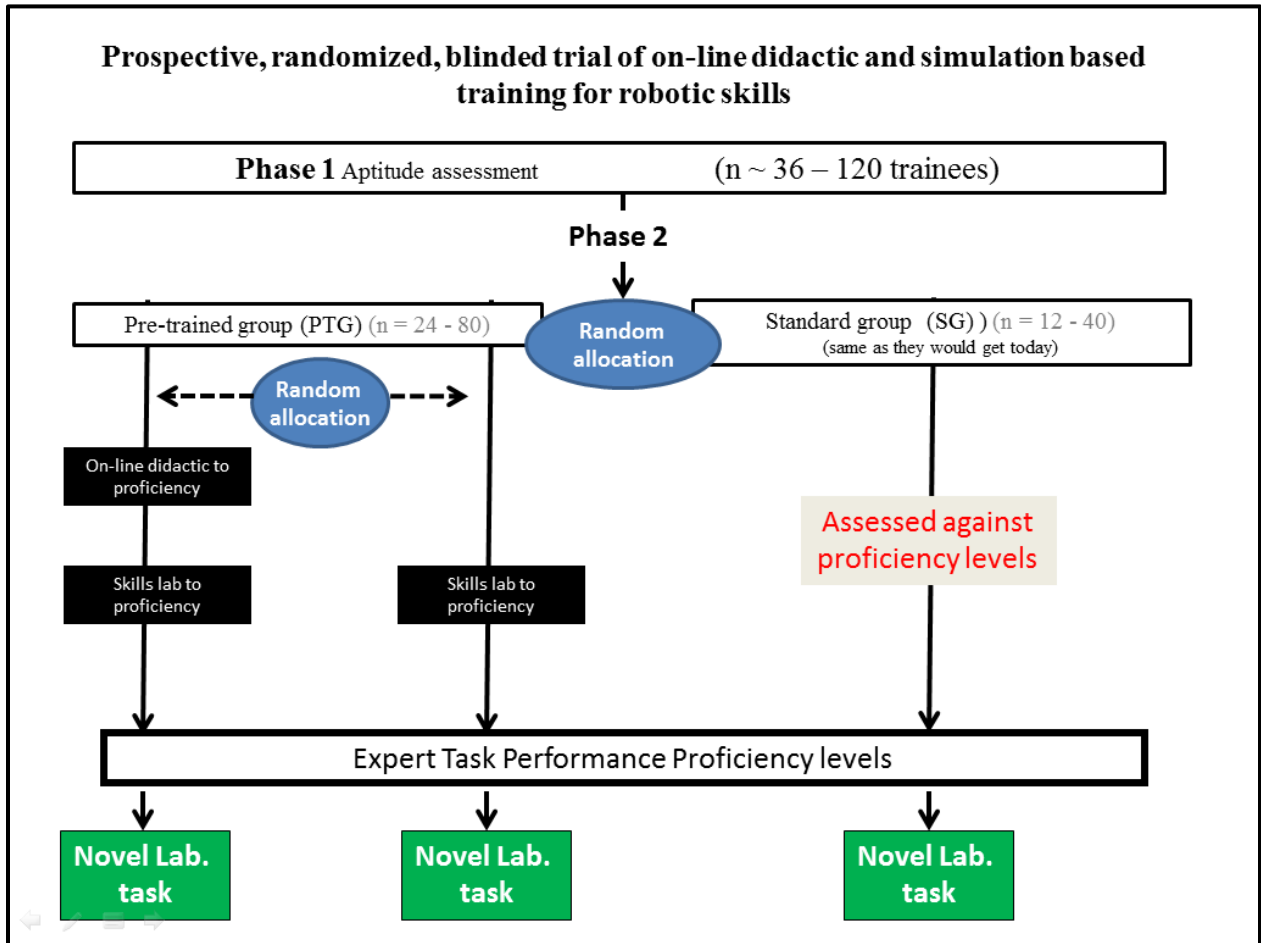 Prospective, randomized, blinded trial of on-line didactic and simulation based
training for robotic skills
Phase 1 Aptitude assessment (n ~ 36 – 120 trainees)
Phase 2
Pre-trained group (PTG) (n = 24 - 80)
Random
allocation
Standard group (SG) ) (n = 12 - 40)
(same as they would get today)
Random
allocation
On-line didactic to
proficiency
Assessed against
proficiency levels
Skills lab to
proficiency
Skills lab to
proficiency
Expert Task Performance Proficiency levels
Novel Lab.
task
Novel Lab.
task
Novel Lab.
task